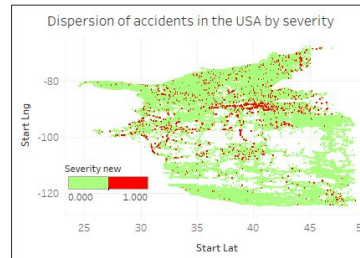 Dispersion of accidents in the USA by severity
-80
-100
-120
Start Lng
Severity new
0.000 1.000
25 30 35 40 45
Start Lat